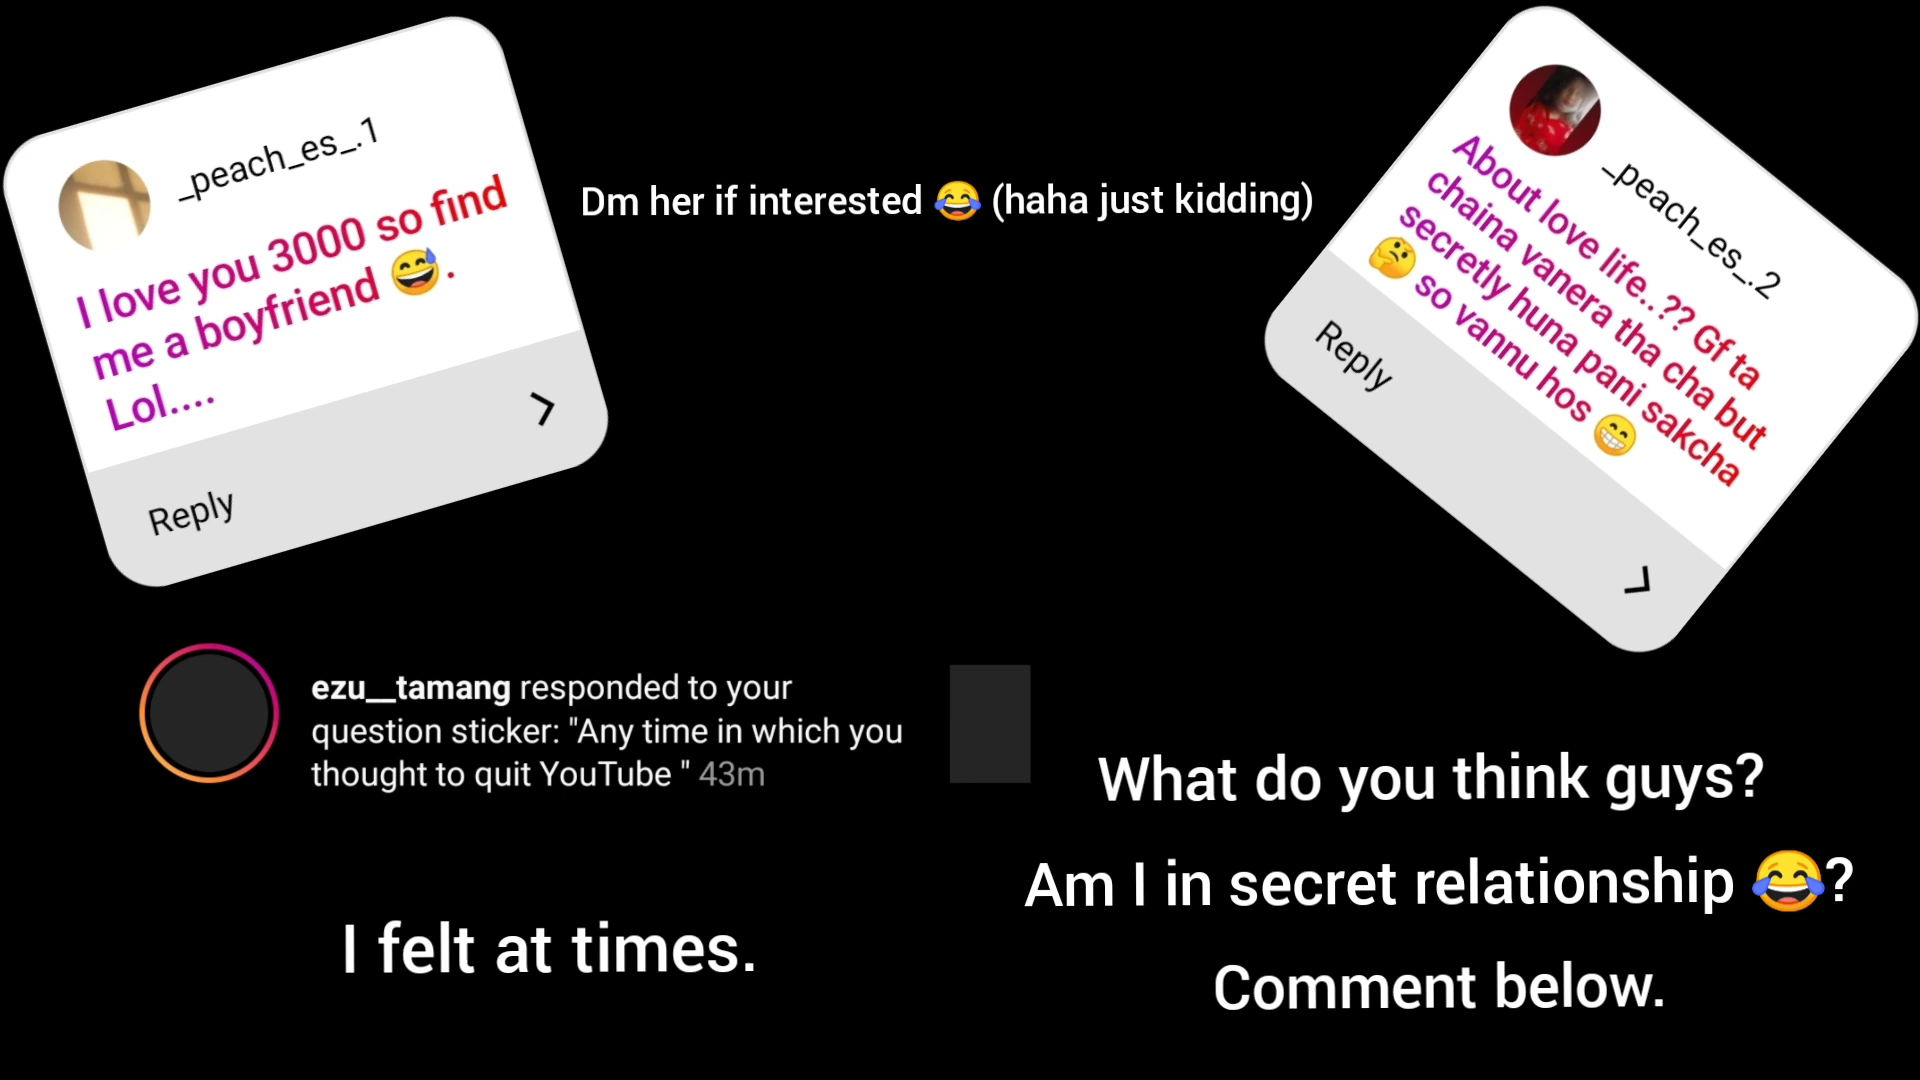 _peach_es_.1
I love you 3000 so find
me a boyfriend 😅.
Lol....
Reply
Dm her if interested 😂 (haha just kidding)
_peach_es_.2
About love life..?? Gf ta
chaina vanera tha cha but
secretly huna pani sakcha
🤔 so vannu hos 😁
Reply
ezu__tamang responded to your
question sticker: "Any time in which you
thought to quit YouTube " 43m
I felt at times.
What do you think guys?
Am I in secret relationship 😂?
Comment below.